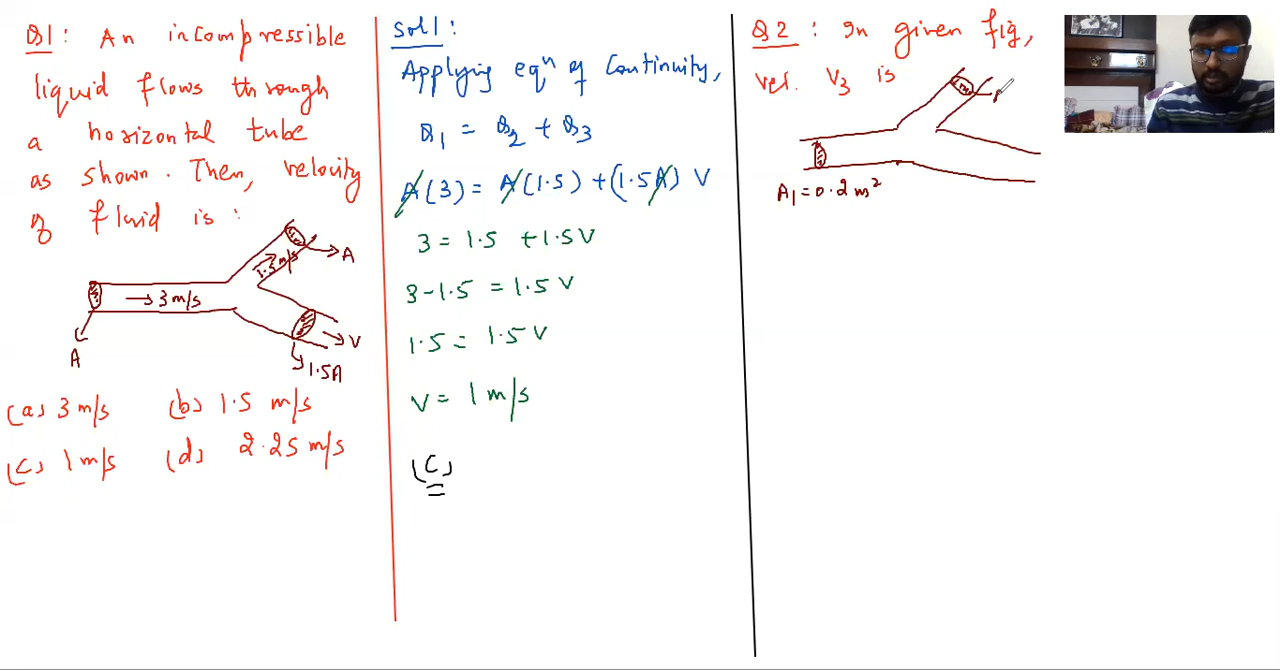 Q1: An incompressible
liquid flows through
a horizontal tube
as shown. Then, velocity
of fluid is:
A
1.5 m/s
→ 3 m/s
A
V
1.5A
(a) 3 m/s (b) 1.5 m/s
(c) 1 m/s (d) 2.25 m/s
Sol 1:
Applying eqⁿ of Continuity,
Q₁ = Q₂ + Q₃
A(3) = A(1.5) + (1.5A) V
3 = 1.5 + 1.5 V
3-1.5 = 1.5 V
1.5 = 1.5 V
V = 1 m/s
(C)
Q2: In given fig,
vel. V₃ is
A₁ = 0.2 m²